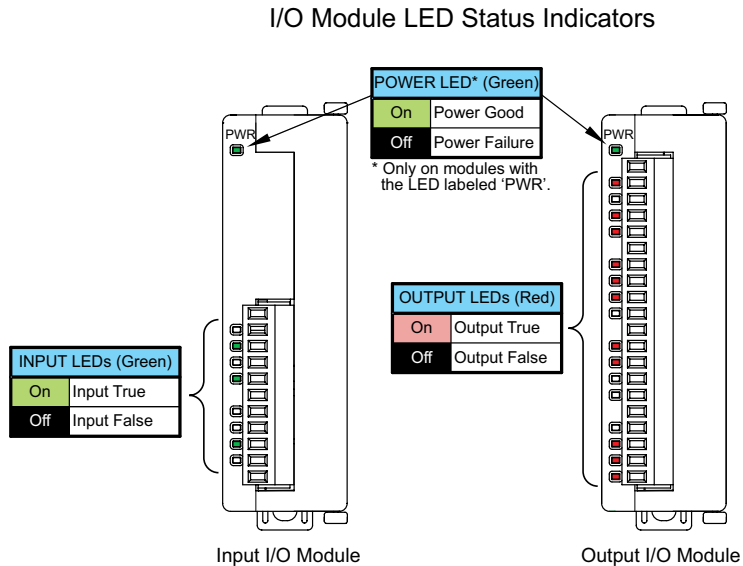 I/O Module LED Status Indicators
POWER LED* (Green)
On Power Good
Off Power Failure
* Only on modules with
the LED labeled ‘PWR’.
PWR
PWR
OUTPUT LEDs (Red)
On Output True
Off Output False
INPUT LEDs (Green)
On Input True
Off Input False
Input I/O Module
Output I/O Module